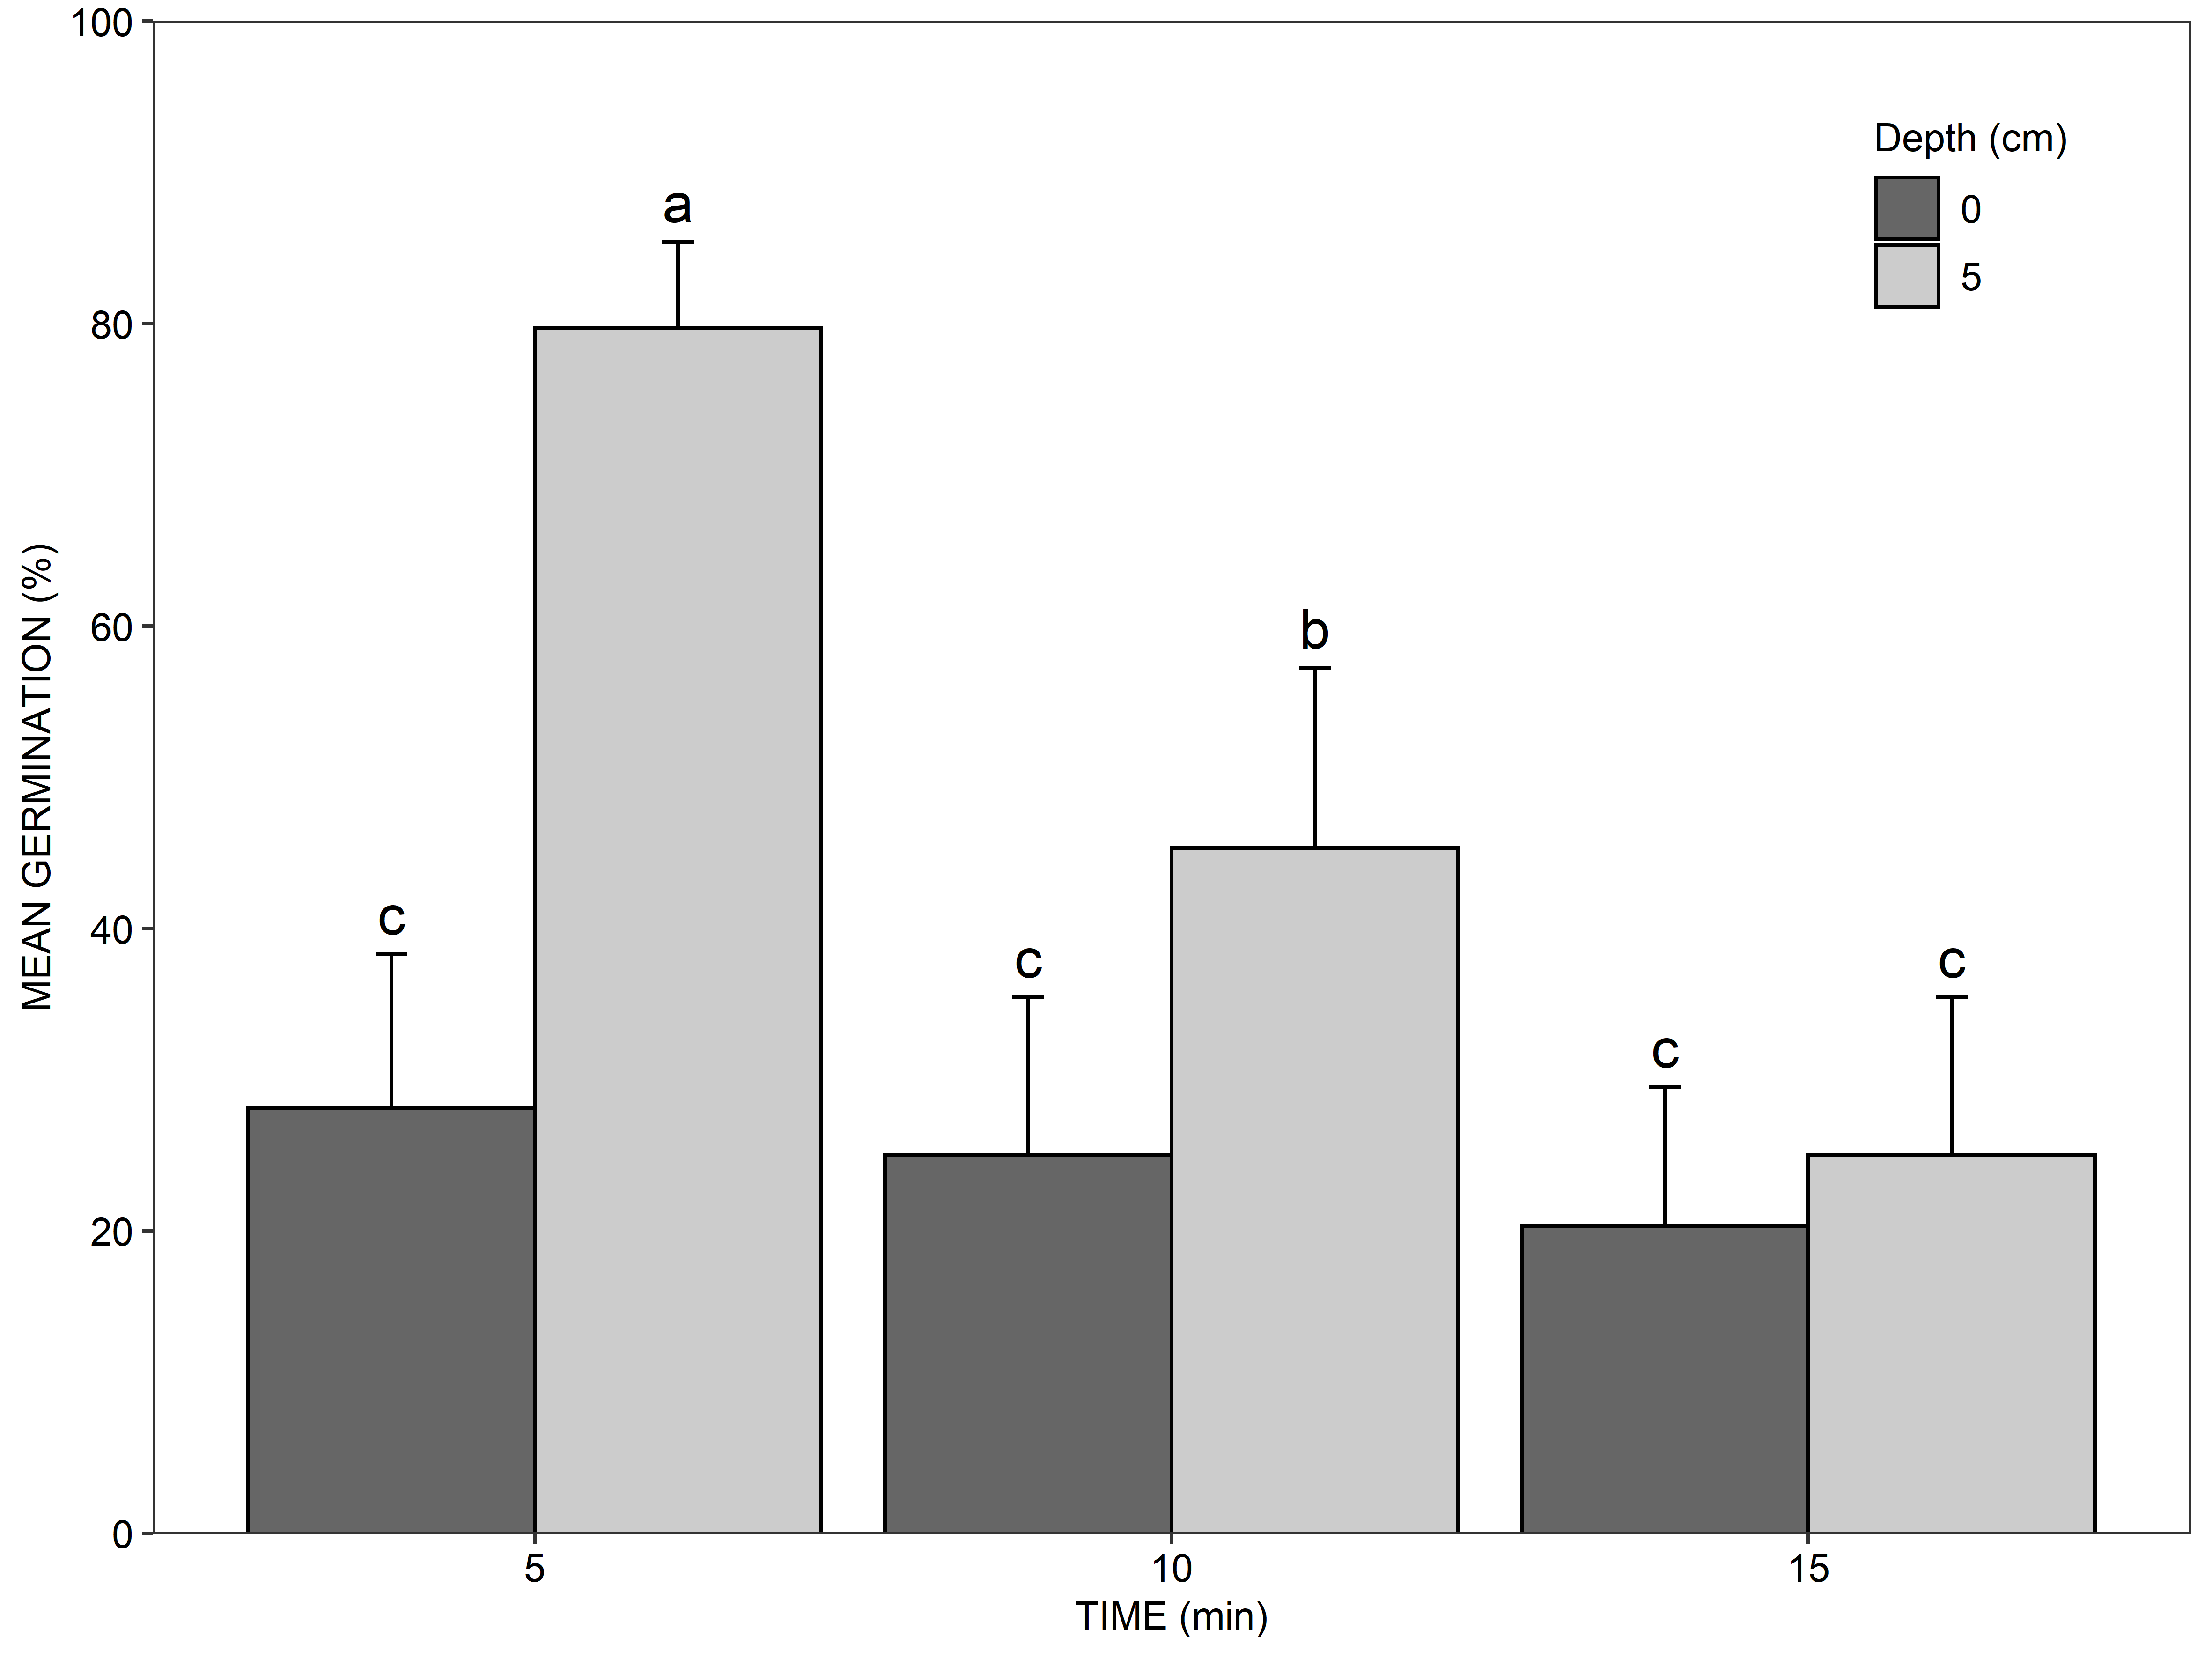 100
80
60
40
20
0
MEAN GERMINATION (%)
Depth (cm)
0
5
a
b
c
c
c
c
5
10
15
TIME (min)